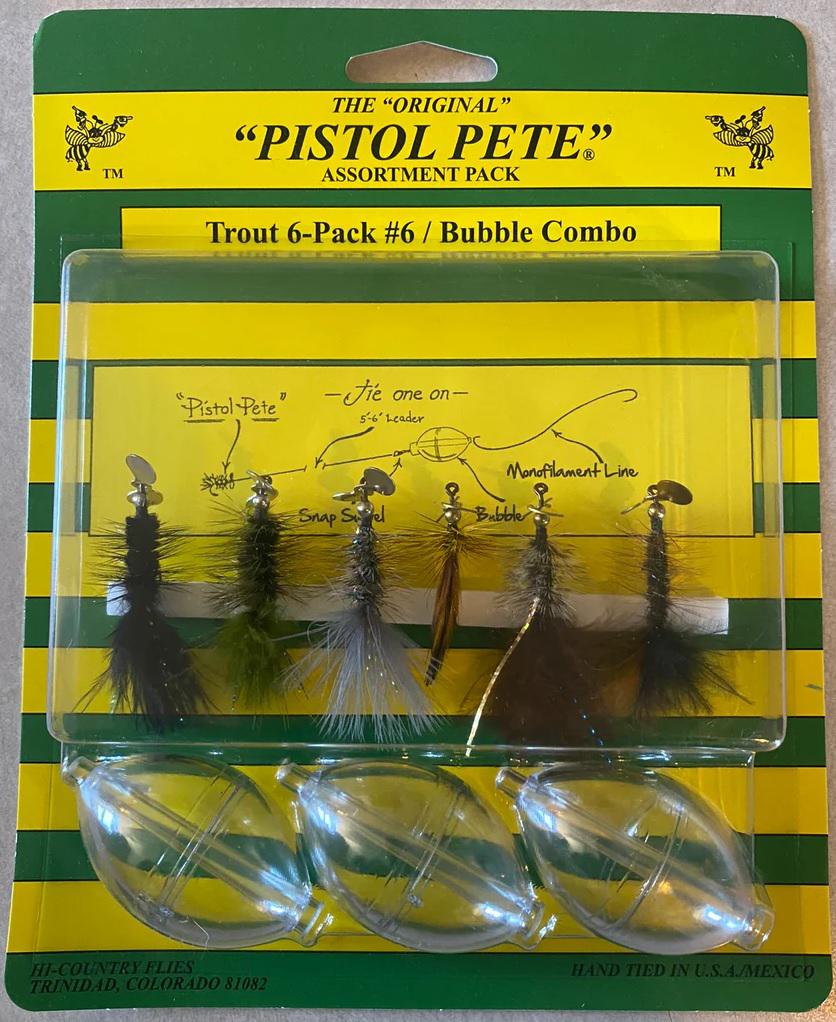 THE "ORIGINAL"
"PISTOL PETE"®
TM
TM
ASSORTMENT PACK
Trout 6-Pack #6 / Bubble Combo
"Pistol Pete"
-Tie one on-
5'-6' Leader
Monofilament Line
Snap Swivel
Bubble
HI-COUNTRY FLIES
TRINIDAD, COLORADO 81082
HAND TIED IN U.S.A./MEXICO